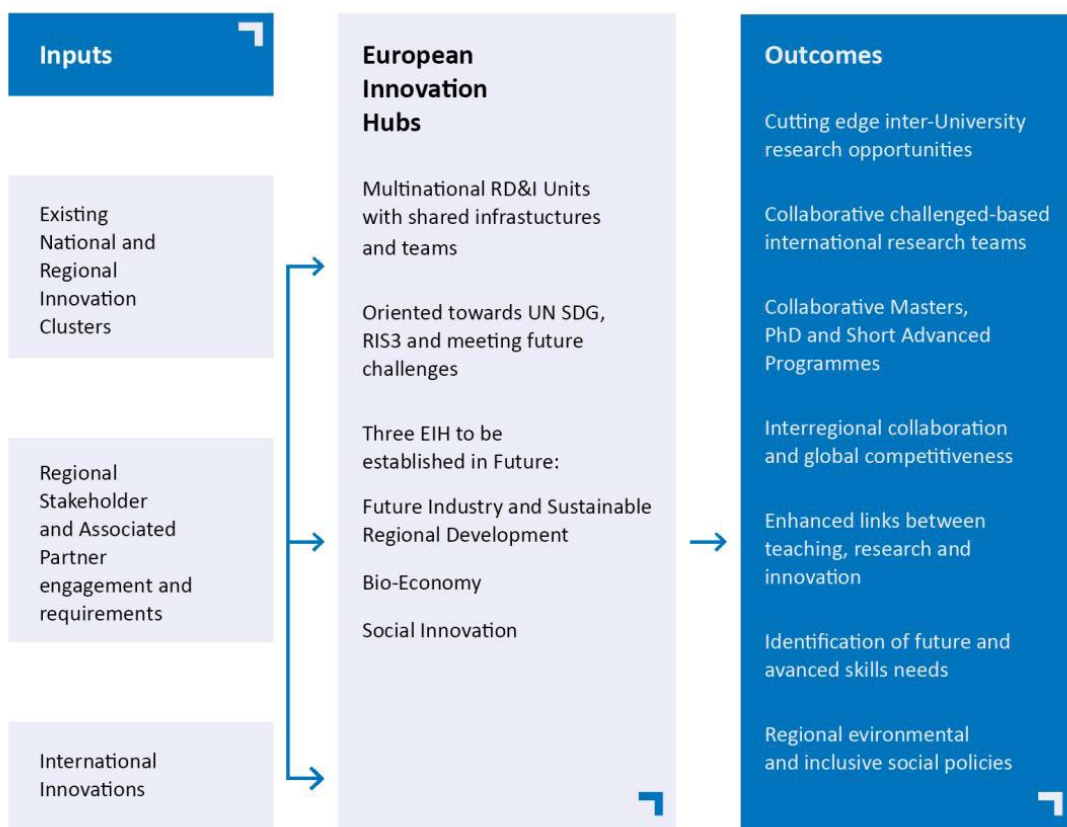 Inputs
Existing
National and
Regional
Innovation
Clusters
Regional
Stakeholder
and Associated
Partner
engagement and
requirements
International
Innovations
European
Innovation
Hubs
Multinational RD&I Units
with shared infrastuctures
and teams
Oriented towards UN SDG,
RIS3 and meeting future
challenges
Three EIH to be
established in Future:
Future Industry and Sustainable
Regional Development
Bio-Economy
Social Innovation
Outcomes
Cutting edge inter-University
research opportunities
Collaborative challenged-based
international research teams
Collaborative Masters,
PhD and Short Advanced
Programmes
Interregional collaboration
and global competitiveness
Enhanced links between
teaching, research and
innovation
Identification of future and
avanced skills needs
Regional evironmental
and inclusive social policies